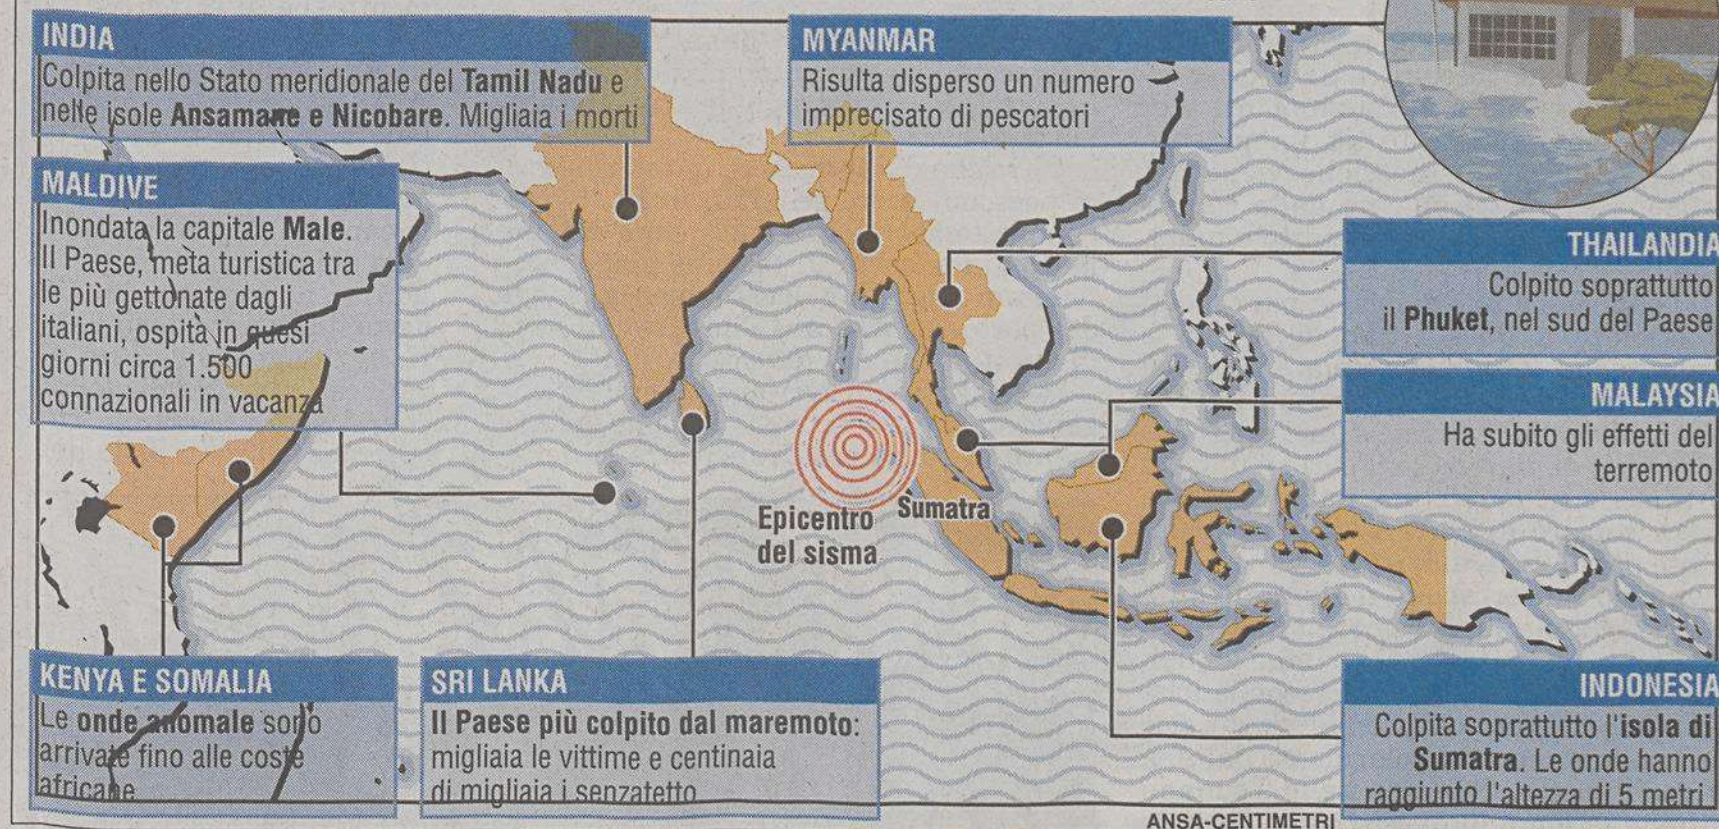 INDIA
Colpita nello Stato meridionale del Tamil Nadu e
nelle isole Ansamane e Nicobare. Migliaia i morti
MYANMAR
Risulta disperso un numero
imprecisato di pescatori
MALDIVE
Inondata la capitale Male.
Il Paese, meta turistica tra
le più gettonate dagli
italiani, ospita in quesi
giorni circa 1.500
connazionali in vacanza
THAILANDIA
Colpito soprattutto
il Phuket, nel sud del Paese
MALAYSIA
Ha subito gli effetti del
terremoto
Epicentro
del sisma
Sumatra
KENYA E SOMALIA
Le onde anomale sono
arrivate fino alle coste
africane
SRI LANKA
Il Paese più colpito dal maremoto:
migliaia le vittime e centinaia
di migliaia i senzatetto
INDONESIA
Colpita soprattutto l'isola di
Sumatra. Le onde hanno
raggiunto l'altezza di 5 metri
ANSA-CENTIMETRI